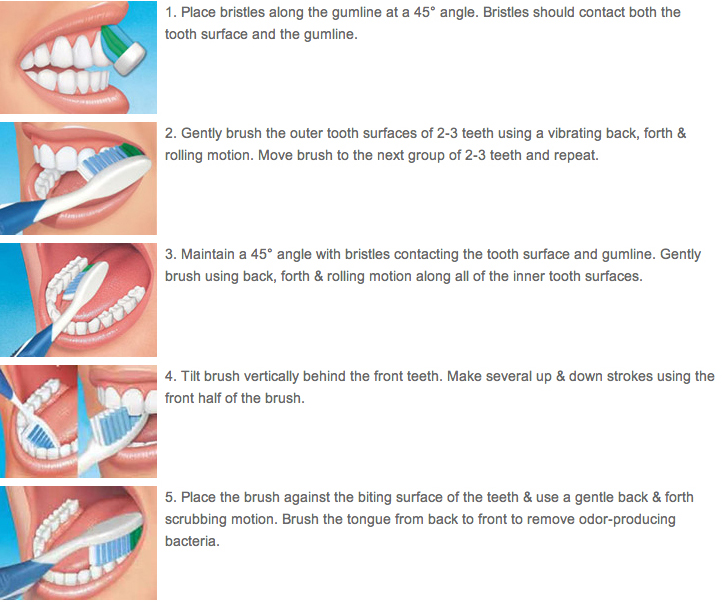 1. Place bristles along the gumline at a 45° angle. Bristles should contact both the
tooth surface and the gumline.
2. Gently brush the outer tooth surfaces of 2-3 teeth using a vibrating back, forth &
rolling motion. Move brush to the next group of 2-3 teeth and repeat.
3. Maintain a 45° angle with bristles contacting the tooth surface and gumline. Gently
brush using back, forth & rolling motion along all of the inner tooth surfaces.
4. Tilt brush vertically behind the front teeth. Make several up & down strokes using the
front half of the brush.
5. Place the brush against the biting surface of the teeth & use a gentle back & forth
scrubbing motion. Brush the tongue from back to front to remove odor-producing
bacteria.